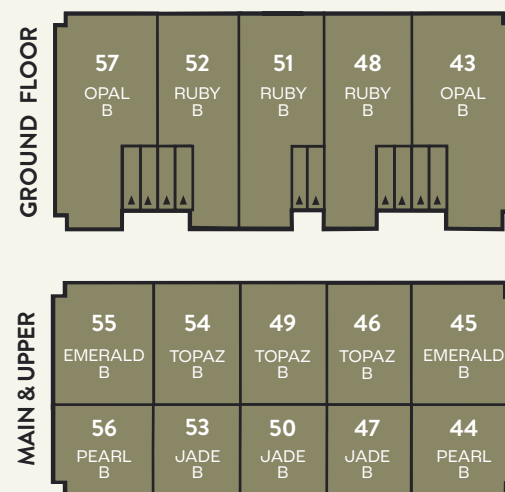 GROUND FLOOR
57 52 51 48 43
OPAL RUBY RUBY RUBY OPAL
B B B B B
MAIN & UPPER
55 54 49 46 45
EMERALD TOPAZ TOPAZ TOPAZ EMERALD
B B B B B
56 53 50 47 44
PEARL JADE JADE JADE PEARL
B B B B B